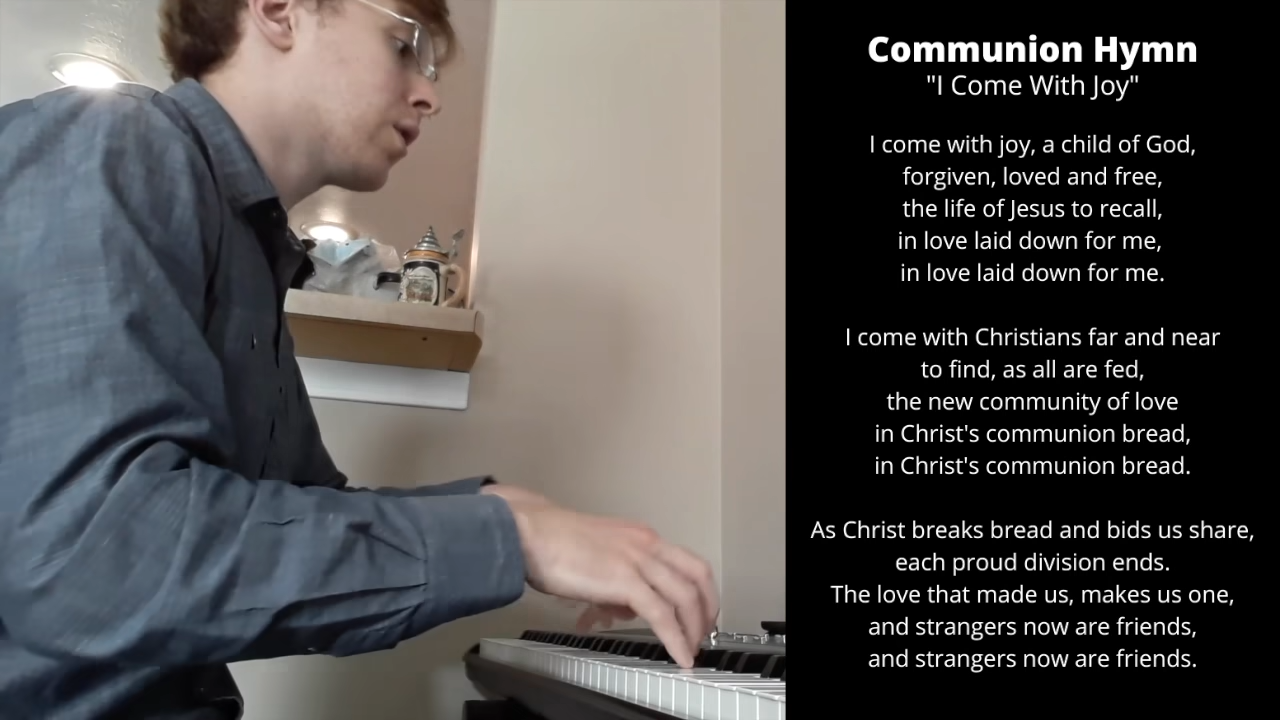 Communion Hymn
"I Come With Joy"
I come with joy, a child of God,
forgiven, loved and free,
the life of Jesus to recall,
in love laid down for me,
in love laid down for me.
I come with Christians far and near
to find, as all are fed,
the new community of love
in Christ's communion bread,
in Christ's communion bread.
As Christ breaks bread and bids us share,
each proud division ends.
The love that made us, makes us one,
and strangers now are friends,
and strangers now are friends.